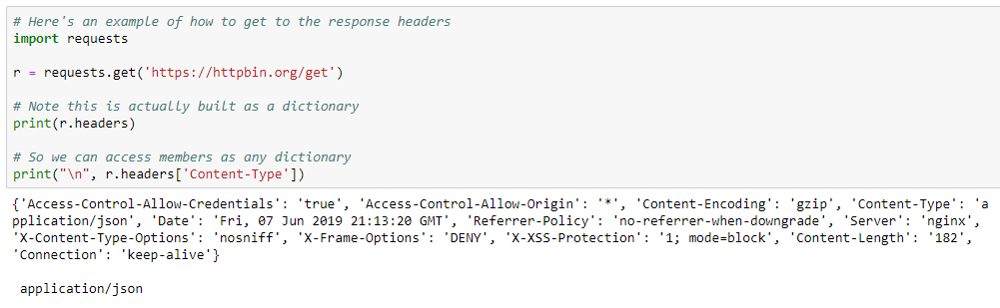 # Here's an example of how to get to the response headers
import requests
r = requests.get('https://httpbin.org/get')
# Note this is actually built as a dictionary
print(r.headers)
# So we can access members as any dictionary
print("\n", r.headers['Content-Type'])
{'Access-Control-Allow-Credentials': 'true', 'Access-Control-Allow-Origin': '*', 'Content-Encoding': 'gzip', 'Content-Type': 'a
pplication/json', 'Date': 'Fri, 07 Jun 2019 21:13:20 GMT', 'Referrer-Policy': 'no-referrer-when-downgrade', 'Server': 'nginx',
'X-Content-Type-Options': 'nosniff', 'X-Frame-Options': 'DENY', 'X-XSS-Protection': '1; mode=block', 'Content-Length': '182',
'Connection': 'keep-alive'}
application/json